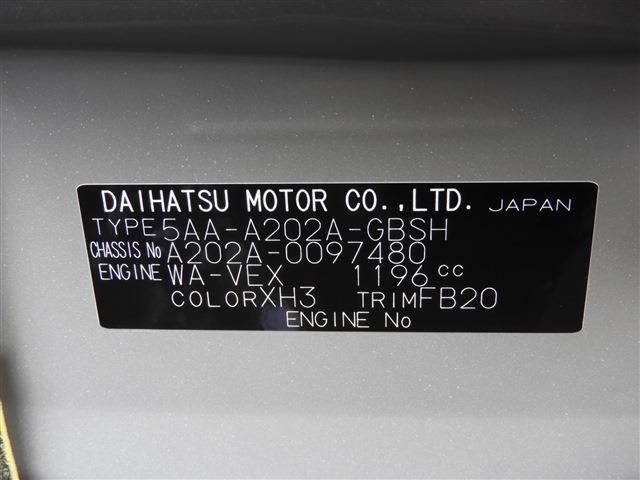 DAIHATSU MOTOR CO.,LTD. JAPAN
TYPE 5AA-A202A-GBSH
CHASSIS No A202A-0097480
ENGINE WA-VEX 1196 cc
COLOR XH3 TRIM FB20
ENGINE No